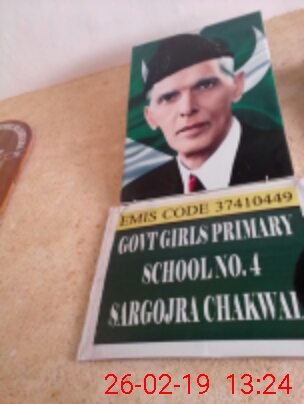 EMIS CODE 37410449
GOVT GIRLS PRIMARY
SCHOOL NO. 4
SARGOJRA CHAKWAL
26-02-19 13:24